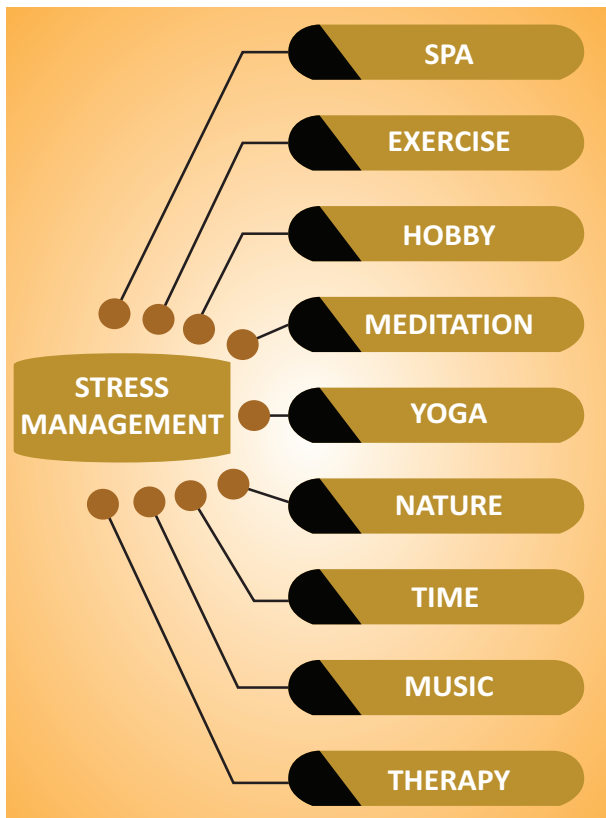 SPA
EXERCISE
HOBBY
MEDITATION
STRESS
MANAGEMENT
YOGA
NATURE
TIME
MUSIC
THERAPY